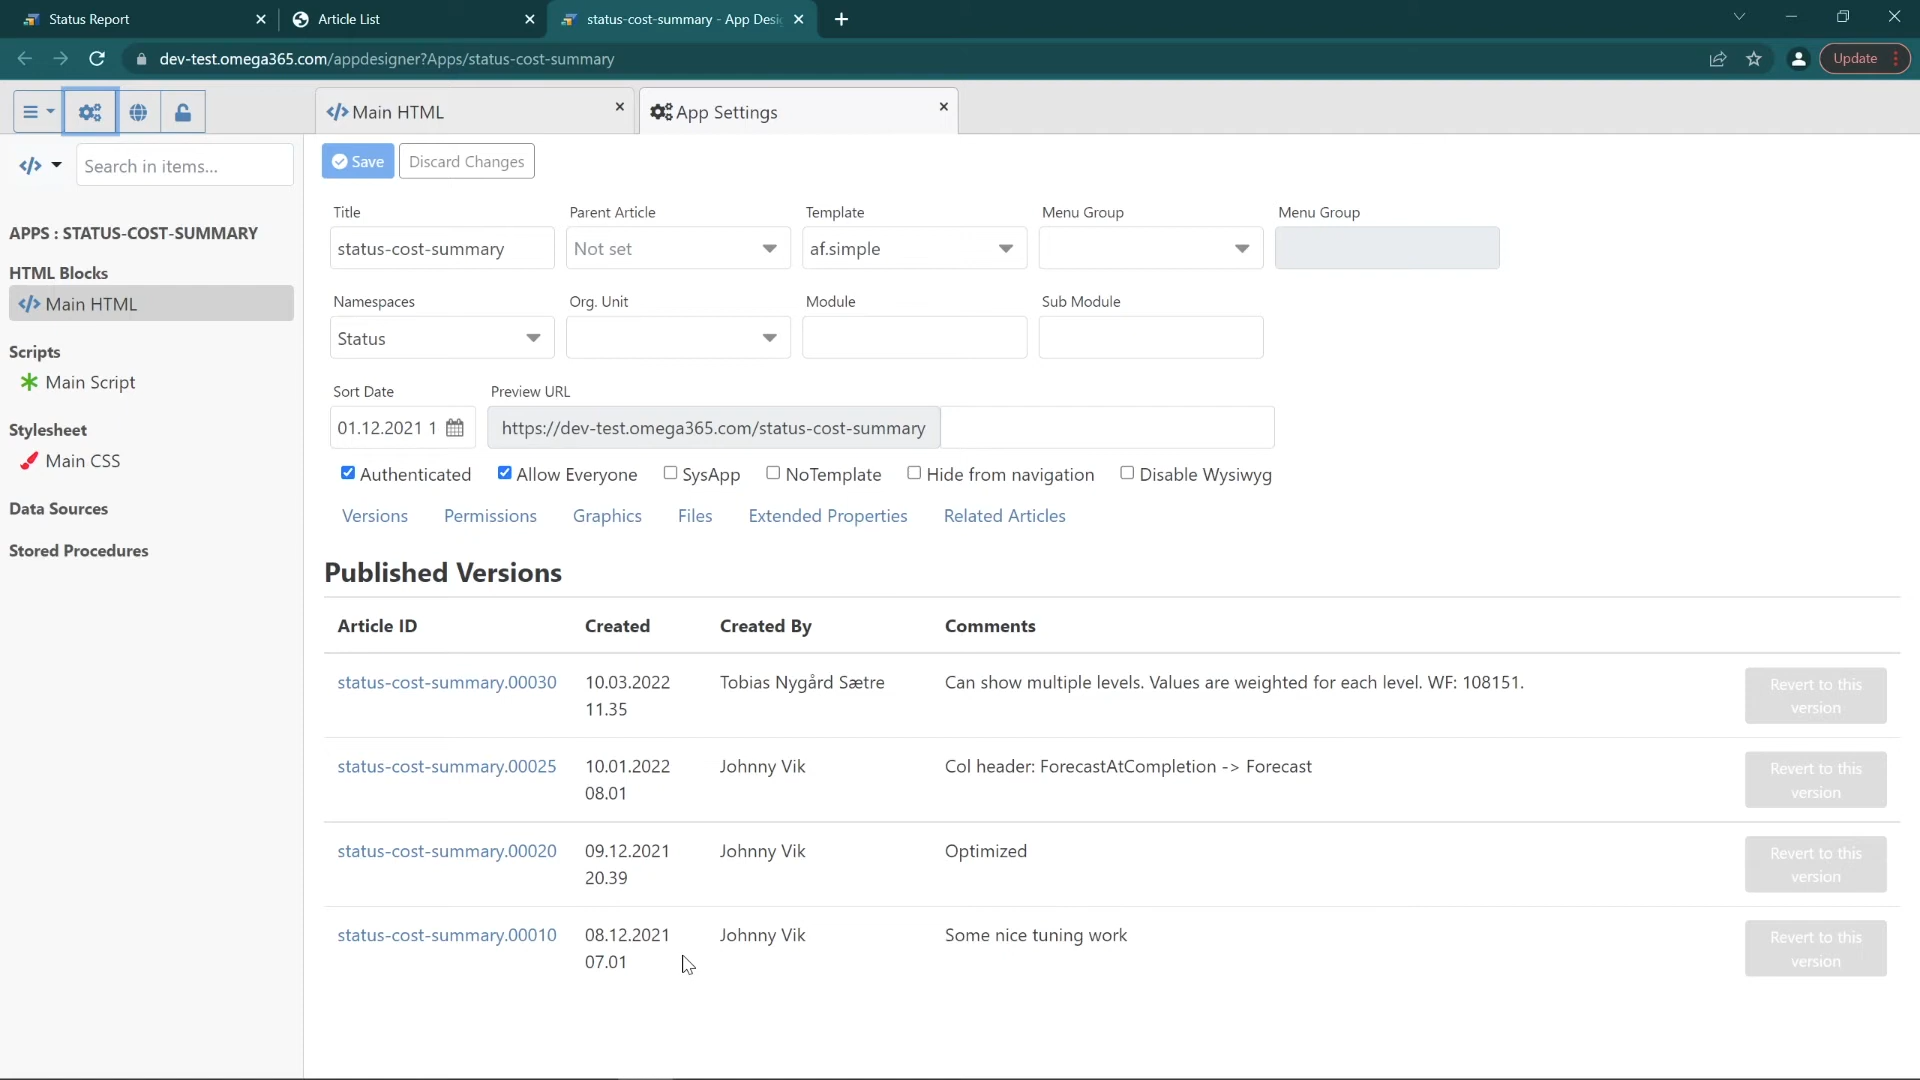 Status Report
Article List
status-cost-summary - App Desi
dev-test.omega365.com/appdesigner?Apps/status-cost-summary
Update
Main HTML
App Settings
Search in items...
Save
Discard Changes
APPS : STATUS-COST-SUMMARY
HTML Blocks
Main HTML
Scripts
Main Script
Stylesheet
Main CSS
Data Sources
Stored Procedures
Title
Parent Article
Template
Menu Group
Menu Group
status-cost-summary
Not set
af.simple
Namespaces
Org. Unit
Module
Sub Module
Status
Sort Date
Preview URL
01.12.2021 1
https://dev-test.omega365.com/status-cost-summary
Authenticated
Allow Everyone
SysApp
NoTemplate
Hide from navigation
Disable Wysiwyg
Versions
Permissions
Graphics
Files
Extended Properties
Related Articles
Published Versions
Article ID
Created
Created By
Comments
status-cost-summary.00030
10.03.2022
11.35
Tobias Nygård Sætre
Can show multiple levels. Values are weighted for each level. WF: 108151.
Revert to this
version
status-cost-summary.00025
10.01.2022
08.01
Johnny Vik
Col header: ForecastAtCompletion -> Forecast
Revert to this
version
status-cost-summary.00020
09.12.2021
20.39
Johnny Vik
Optimized
Revert to this
version
status-cost-summary.00010
08.12.2021
07.01
Johnny Vik
Some nice tuning work
Revert to this
version